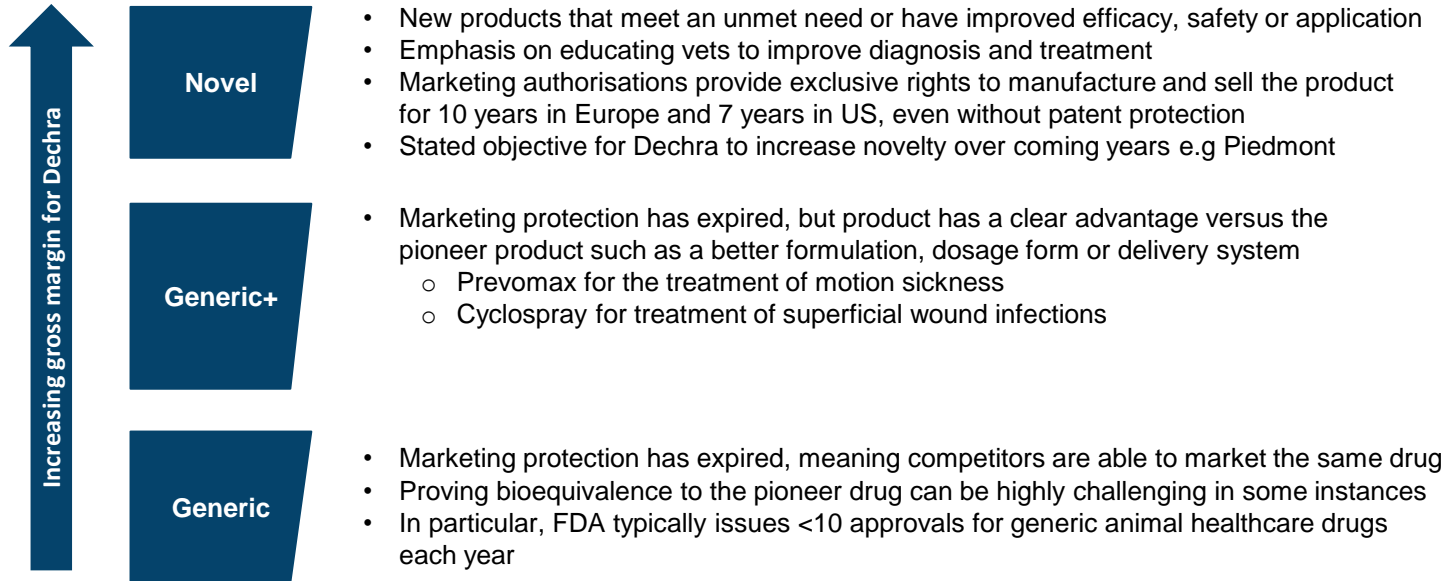 Increasing gross margin for Dechra
Novel
• New products that meet an unmet need or have improved efficacy, safety or application
• Emphasis on educating vets to improve diagnosis and treatment
• Marketing authorisations provide exclusive rights to manufacture and sell the product
for 10 years in Europe and 7 years in US, even without patent protection
• Stated objective for Dechra to increase novelty over coming years e.g Piedmont
Generic+
• Marketing protection has expired, but product has a clear advantage versus the
pioneer product such as a better formulation, dosage form or delivery system
o Prevomax for the treatment of motion sickness
o Cyclospray for treatment of superficial wound infections
Generic
• Marketing protection has expired, meaning competitors are able to market the same drug
• Proving bioequivalence to the pioneer drug can be highly challenging in some instances
• In particular, FDA typically issues <10 approvals for generic animal healthcare drugs
each year